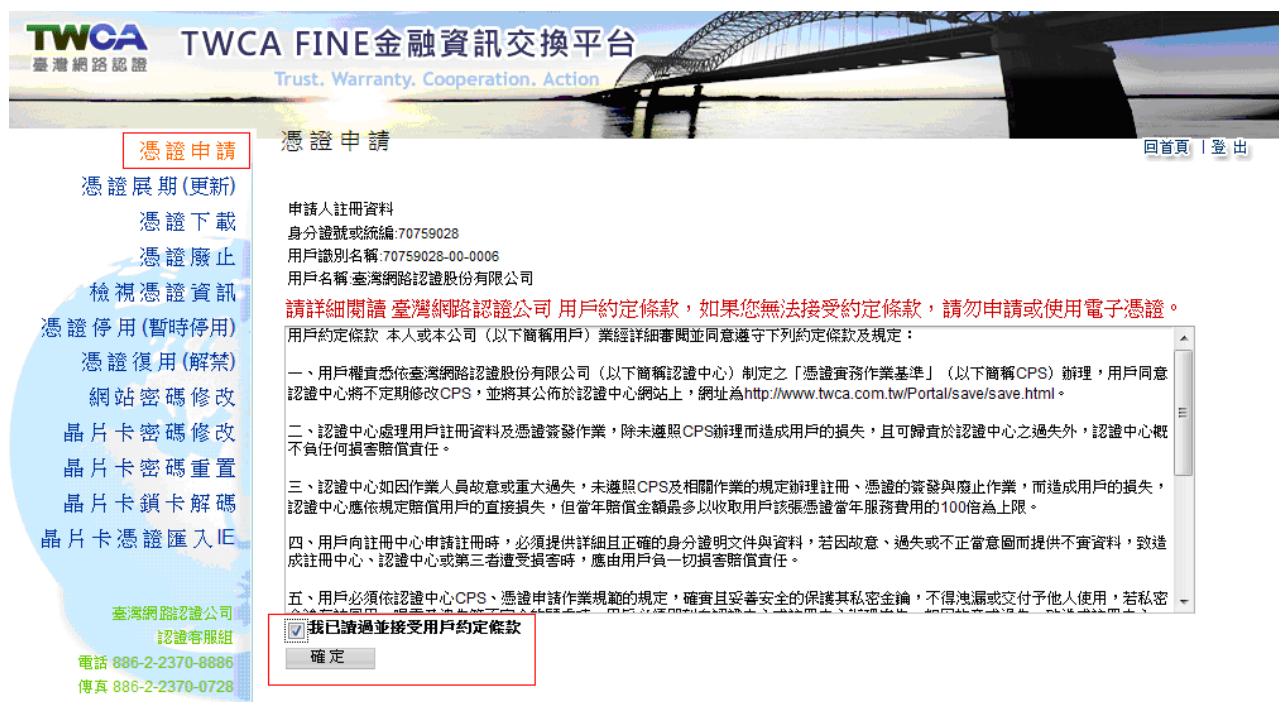 TWCA
臺灣網路認證
TWCA FINE金融資訊交換平台
Trust. Warranty. Cooperation. Action
憑證申請
憑證展期(更新)
憑證下載
憑證廢止
檢視憑證資訊
憑證停用(暫時停用)
憑證復用(解禁)
網站密碼修改
晶片卡密碼修改
晶片卡密碼重置
晶片卡鎖卡解碼
晶片卡憑證匯入IE
臺灣網路認證公司
認證客服組
電話 886-2-2370-8886
傳真 886-2-2370-0728
憑證申請
回首頁 | 登 出
申請人註冊資料
身分證號或統編:70759028
用戶識別名稱:70759028-00-0006
用戶名稱:臺灣網路認證股份有限公司
請詳細閱讀 臺灣網路認證公司 用戶約定條款，如果您無法接受約定條款，請勿申請或使用電子憑證。
用戶約定條款 本人或本公司（以下簡稱用戶）業經詳細審閱並同意遵守下列約定條款及規定：
一、用戶權責悉依臺灣網路認證股份有限公司（以下簡稱認證中心）制定之「憑證實務作業基準」（以下簡稱CPS）辦理，用戶同意
認證中心將不定期修改CPS，並將其公佈於認證中心網站上，網址為http://www.twca.com.tw/Portal/save/save.html。
二、認證中心處理用戶註冊資料及憑證簽發作業，除未遵照CPS辦理而造成用戶的損失，且可歸責於認證中心之過失外，認證中心概
不負任何損害賠償責任。
三、認證中心如因作業人員故意或重大過失，未遵照CPS及相關作業的規定辦理註冊、憑證的簽發與廢止作業，而造成用戶的損失，
認證中心應依規定賠償用戶的直接損失，但當年賠償金額最多以收取用戶該張憑證當年服務費用的100倍為上限。
四、用戶向註冊中心申請註冊時，必須提供詳細且正確的身分證明文件與資料，若因故意、過失或不正當意圖而提供不實資料，致造
成註冊中心、認證中心或第三者遭受損害時，應由用戶負一切損害賠償責任。
五、用戶必須依認證中心CPS、憑證申請作業規範的規定，確實且妥善安全的保護其私密金鑰，不得洩漏或交付予他人使用，若私密
我已讀過並接受用戶約定條款
確定